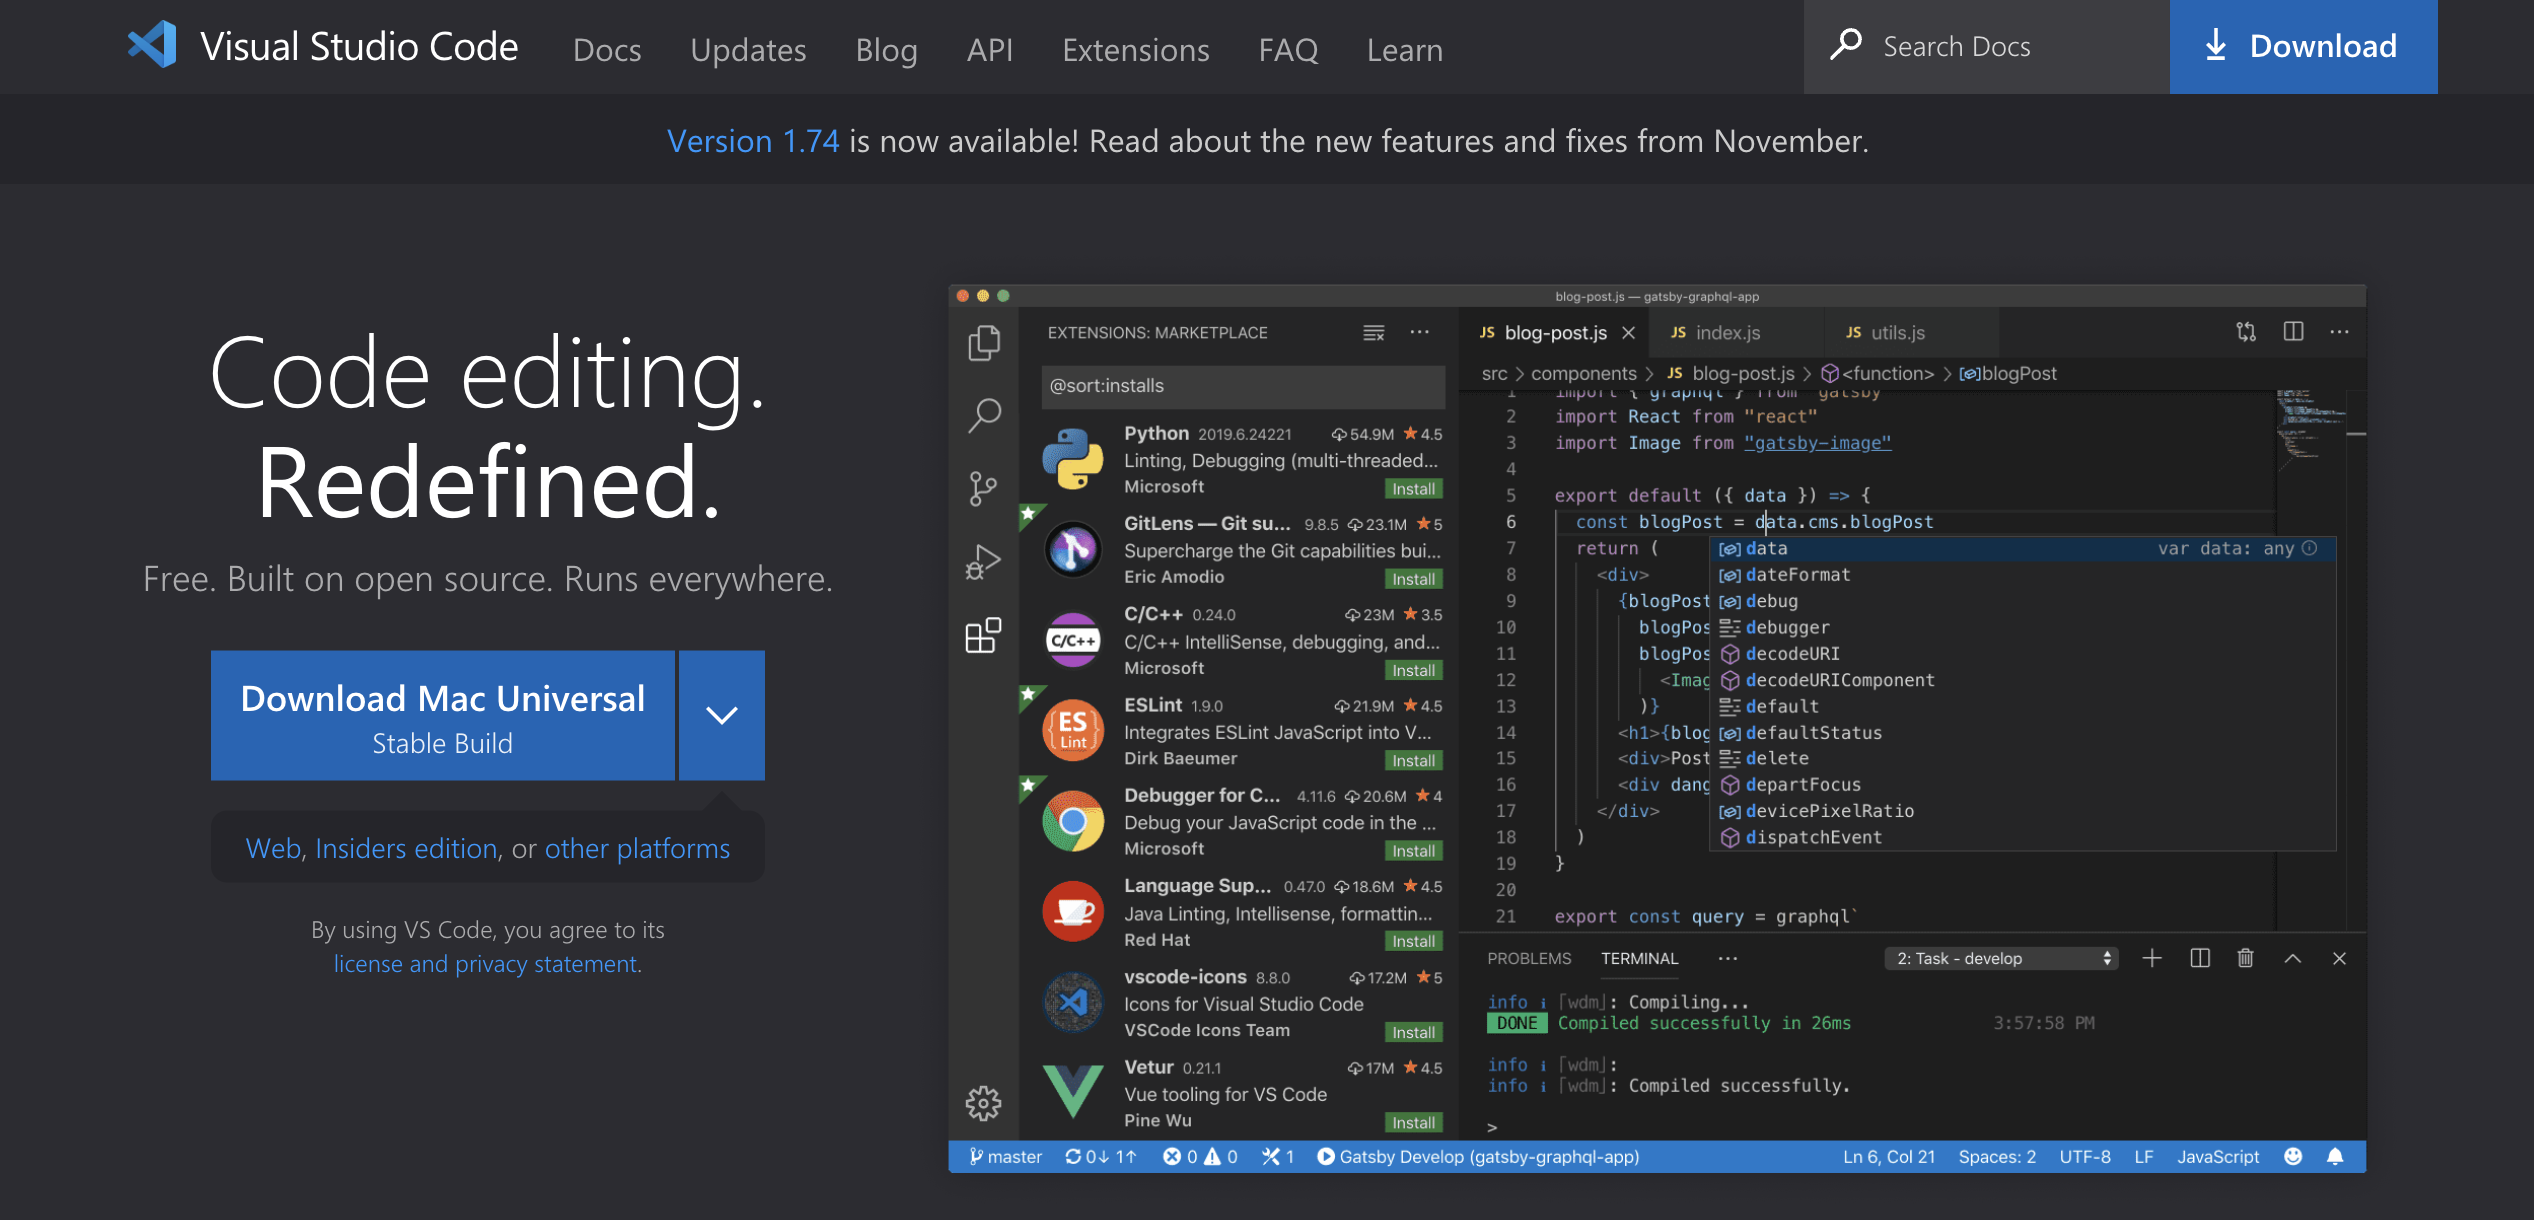 Visual Studio Code Docs Updates Blog API Extensions FAQ Learn Search Docs Download
Version 1.74 is now available! Read about the new features and fixes from November.
Code editing.
Redefined.
Free. Built on open source. Runs everywhere.
Download Mac Universal
Stable Build
Web, Insiders edition, or other platforms
By using VS Code, you agree to its
license and privacy statement.
blog-post.js — gatsby-graphql-app
EXTENSIONS: MARKETPLACE
@sort:installs
Python 2019.6.24221 54.9M 4.5
Linting, Debugging (multi-threaded...
Microsoft Install
GitLens — Git su... 9.8.5 23.1M 5
Supercharge the Git capabilities bui...
Eric Amodio Install
C/C++
C/C++ 0.24.0 23M 3.5
C/C++ IntelliSense, debugging, and...
Microsoft Install
ES
Lint
ESLint 1.9.0 21.9M 4.5
Integrates ESLint JavaScript into V...
Dirk Baeumer Install
Debugger for C... 4.11.6 20.6M 4
Debug your JavaScript code in the ...
Microsoft Install
Language Sup... 0.47.0 18.6M 4.5
Java Linting, Intellisense, formattin...
Red Hat Install
vscode-icons 8.8.0 17.2M 5
Icons for Visual Studio Code
VSCode Icons Team Install
Vetur 0.21.1 17M 4.5
Vue tooling for VS Code
Pine Wu Install
JS blog-post.js JS index.js JS utils.js
src > components > JS blog-post.js > <function> > blogPost
1 import { graphql } from "gatsby"
2 import React from "react"
3 import Image from "gatsby-image"
4
5 export default ({ data }) => {
6 const blogPost = data.cms.blogPost
7 return (
8 <div>
9 {blogPost
10 blogPos
11 blogPos
12 <Imag
13 )}
14 <h1>{blog
15 <div>Post
16 <div dang
17 </div>
18 )
19 }
20
21 export const query = graphql`
data var data: any
dateFormat
debug
debugger
decodeURI
decodeURIComponent
default
defaultStatus
delete
departFocus
devicePixelRatio
dispatchEvent
PROBLEMS TERMINAL ... 2: Task - develop
info i ｢wdm｣: Compiling...
DONE Compiled successfully in 26ms 3:57:58 PM
info i ｢wdm｣:
info i ｢wdm｣: Compiled successfully.
>
master 0↓ 1↑ 0 0 1 Gatsby Develop (gatsby-graphql-app) Ln 6, Col 21 Spaces: 2 UTF-8 LF JavaScript